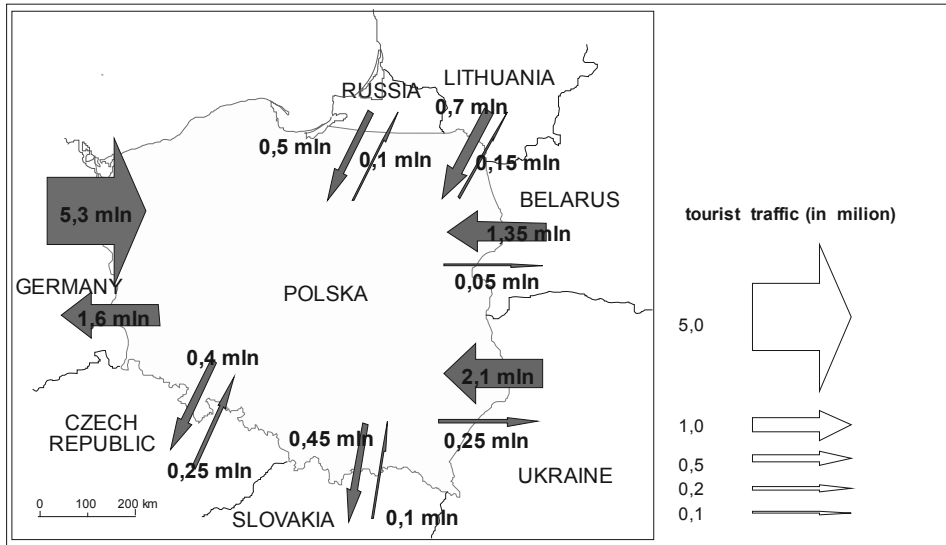 LITHUANIA
RUSSIA
0,7 mln
0,5 mln
0,1 mln
0,15 mln
BELARUS
5,3 mln
1,35 mln
0,05 mln
GERMANY
POLSKA
1,6 mln
0,4 mln
2,1 mln
CZECH
REPUBLIC
0,45 mln
0,25 mln
0,25 mln
UKRAINE
0 100 200 km
SLOVAKIA
0,1 mln
tourist traffic (in milion)
5,0
1,0
0,5
0,2
0,1